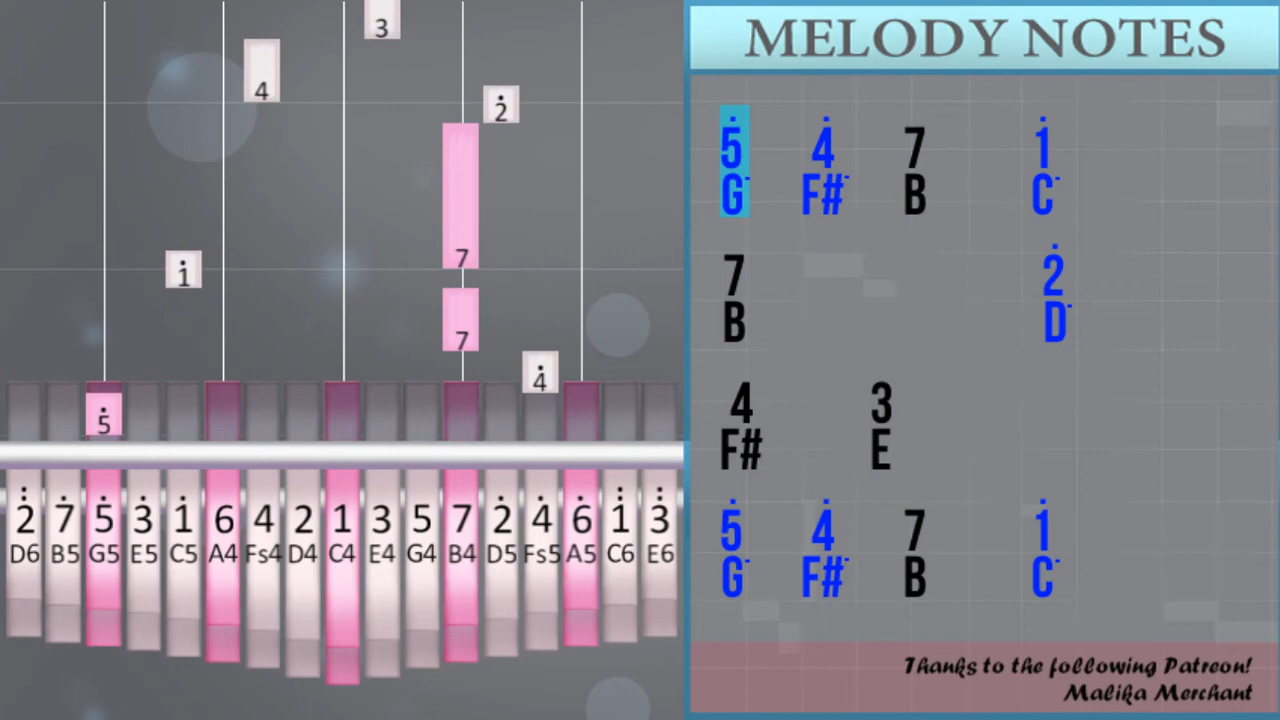 3
4
2̇
1̇
7
7
4̇
5̇
2̈ 7̇ 5̇ 3̇ 1̇ 6 4 2 1 3 5 7 2̇ 4̇ 6̇ 1̈ 3̈
D6 B5 G5 E5 C5 A4 Fs4 D4 C4 E4 G4 B4 D5 Fs5 A5 C6 E6
MELODY NOTES
5̇ 4̇ 7 1̇
G˙ F#˙ B C˙
7 2̇
B D˙
4 3
F# E
5̇ 4̇ 7 1̇
G˙ F#˙ B C˙
Thanks to the following Patreon!
Malika Merchant